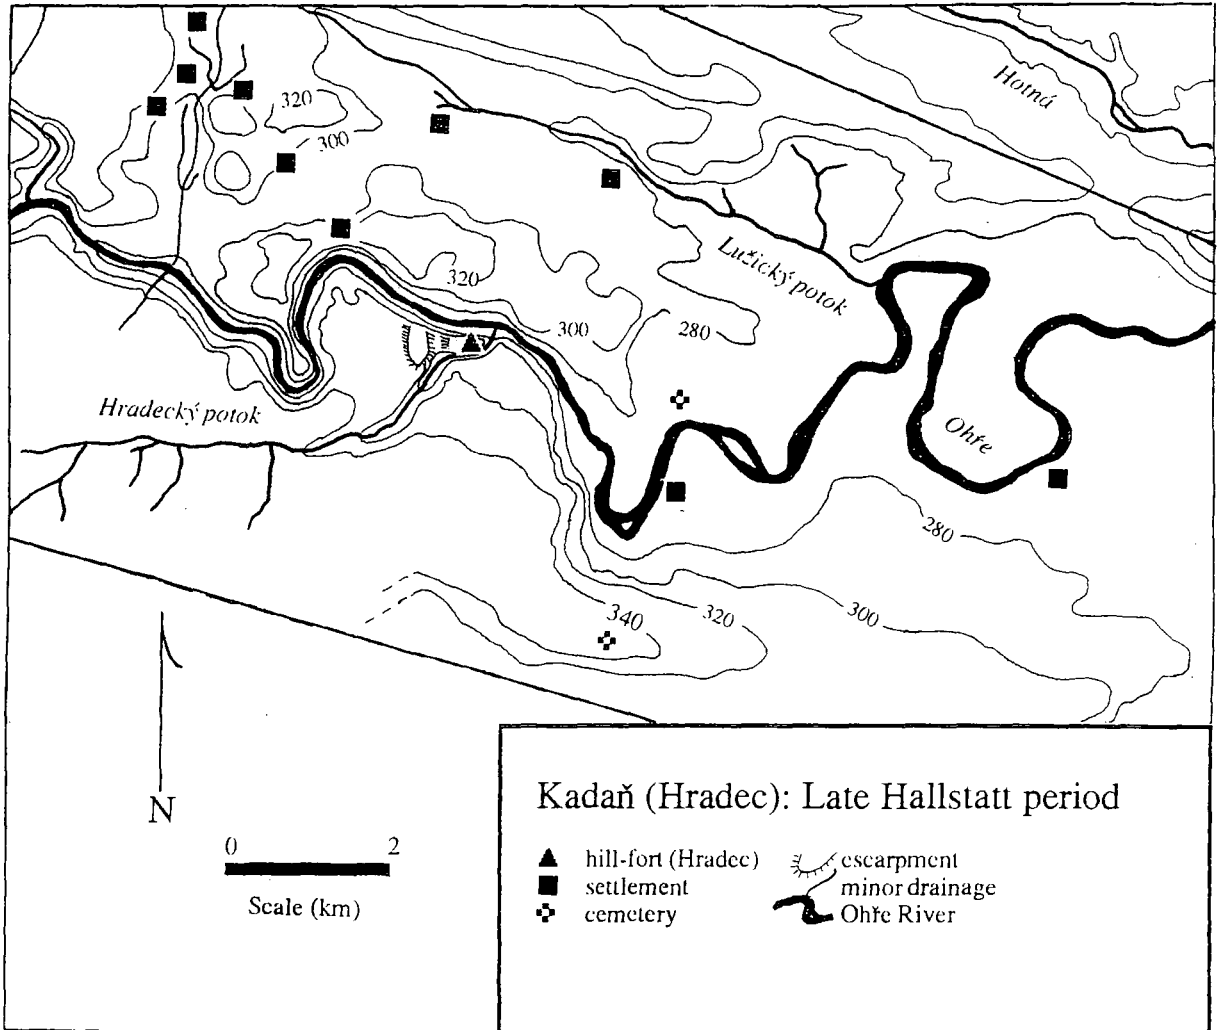 Hotná
320
300
Lužický potok
320
300
280
Hradecký potok
Ohře
280
340
320
300
N
0 2
Scale (km)
Kadaň (Hradec): Late Hallstatt period
hill-fort (Hradec)
settlement
cemetery
escarpment
minor drainage
Ohře River